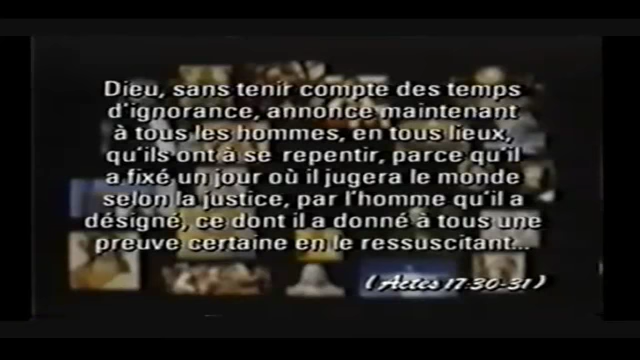 Dieu, sans tenir compte des temps
d'ignorance, annonce maintenant
à tous les hommes, en tous lieux,
qu'ils ont à se repentir, parce qu'il
a fixé un jour où il jugera le monde
selon la justice, par l'homme qu'il a
désigné, ce dont il a donné à tous une
preuve certaine en le ressuscitant...
(Actes 17:30-31)